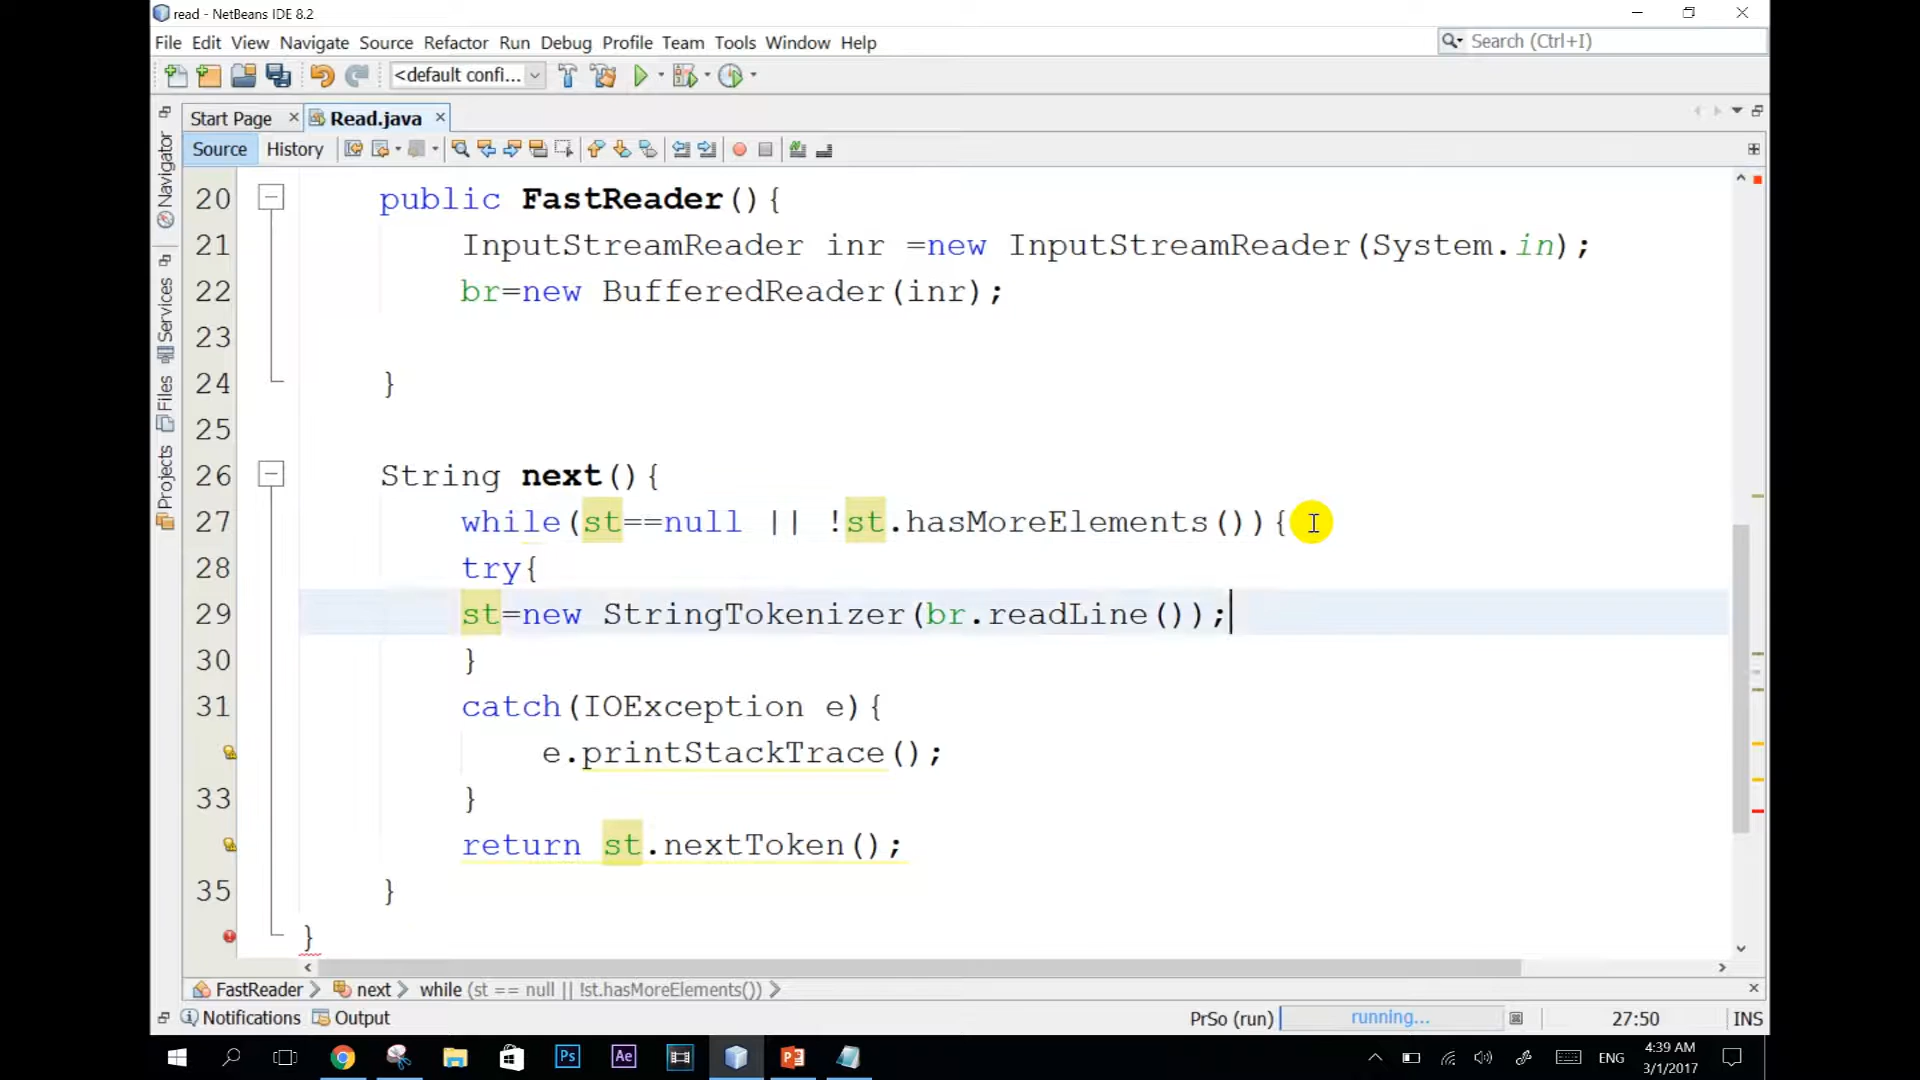 read - NetBeans IDE 8.2
File Edit View Navigate Source Refactor Run Debug Profile Team Tools Window Help
Search (Ctrl+I)
<default confi...
Start Page
Read.java
Source History
Navigator
Services
Files
Projects
20 public FastReader(){
21 InputStreamReader inr =new InputStreamReader(System.in);
22 br=new BufferedReader(inr);
23
24 }
25
26 String next(){
27 while(st==null || !st.hasMoreElements()){
28 try{
29 st=new StringTokenizer(br.readLine());
30 }
31 catch(IOException e){
e.printStackTrace();
33 }
return st.nextToken();
35 }
}
FastReader next while (st == null || !st.hasMoreElements())
Notifications Output
PrSo (run) running...
27:50 INS
Ps Ae
ENG
4:39 AM
3/1/2017